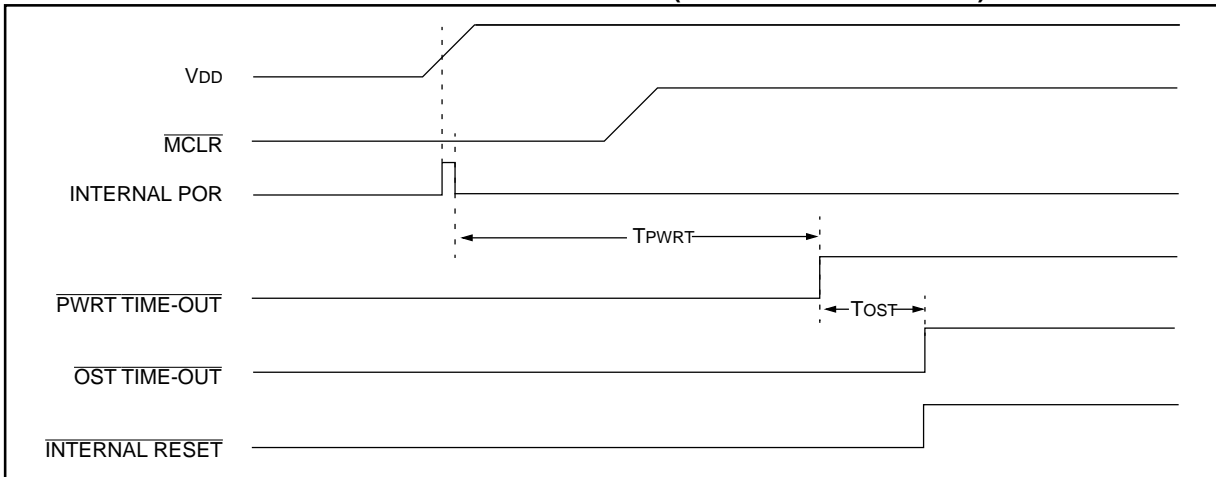 VDD
MCLR
INTERNAL POR
TPWRT
PWRT TIME-OUT
TOST
OST TIME-OUT
INTERNAL RESET